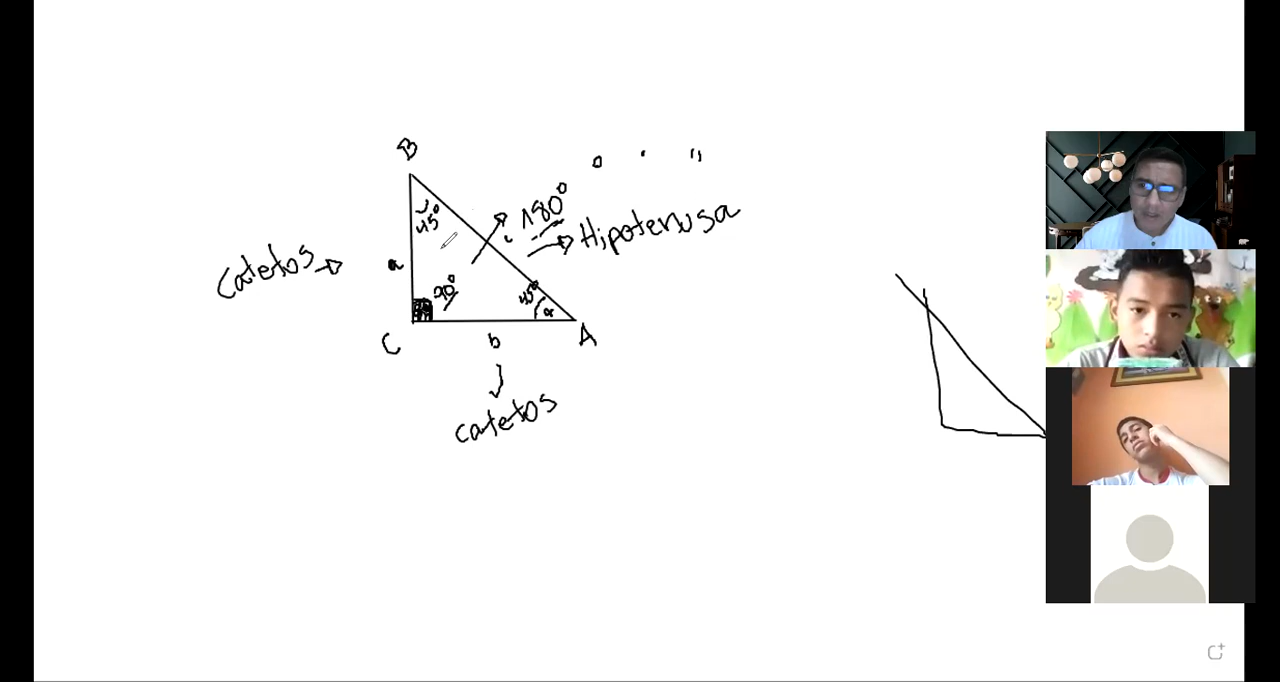 B
° ' "
180°
45°
c
Hipotenusa
Catetos
a
90°
45°
α
C
b
A
catetos